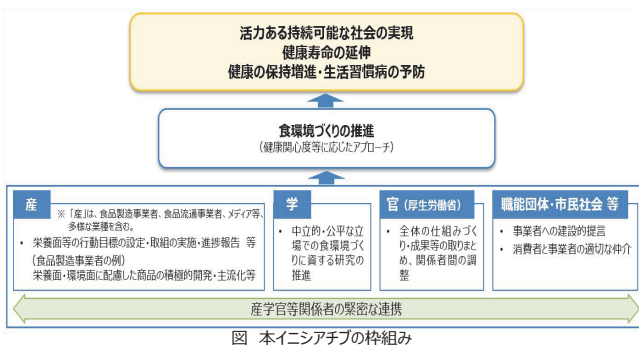 活力ある持続可能な社会の実現
健康寿命の延伸
健康の保持増進・生活習慣病の予防
食環境づくりの推進
(健康関心度等に応じたアプローチ)
産
※ 「産」は、食品製造事業者、食品流通事業者、メディア等、
多様な業種を含む。
・ 栄養面等の行動目標の設定・取組の実施・進捗報告 等
(食品製造事業者の例)
栄養面・環境面に配慮した商品の積極的開発・主流化等
学
・ 中立的・公平な立
場での食環境づく
りに資する研究の
推進
官 (厚生労働省)
・ 全体の仕組みづく
り・成果等の取りま
とめ、関係者間の調
整
職能団体・市民社会 等
・ 事業者への建設的提言
・ 消費者と事業者の適切な仲介
産学官等関係者の緊密な連携
図 本イニシアチブの枠組み